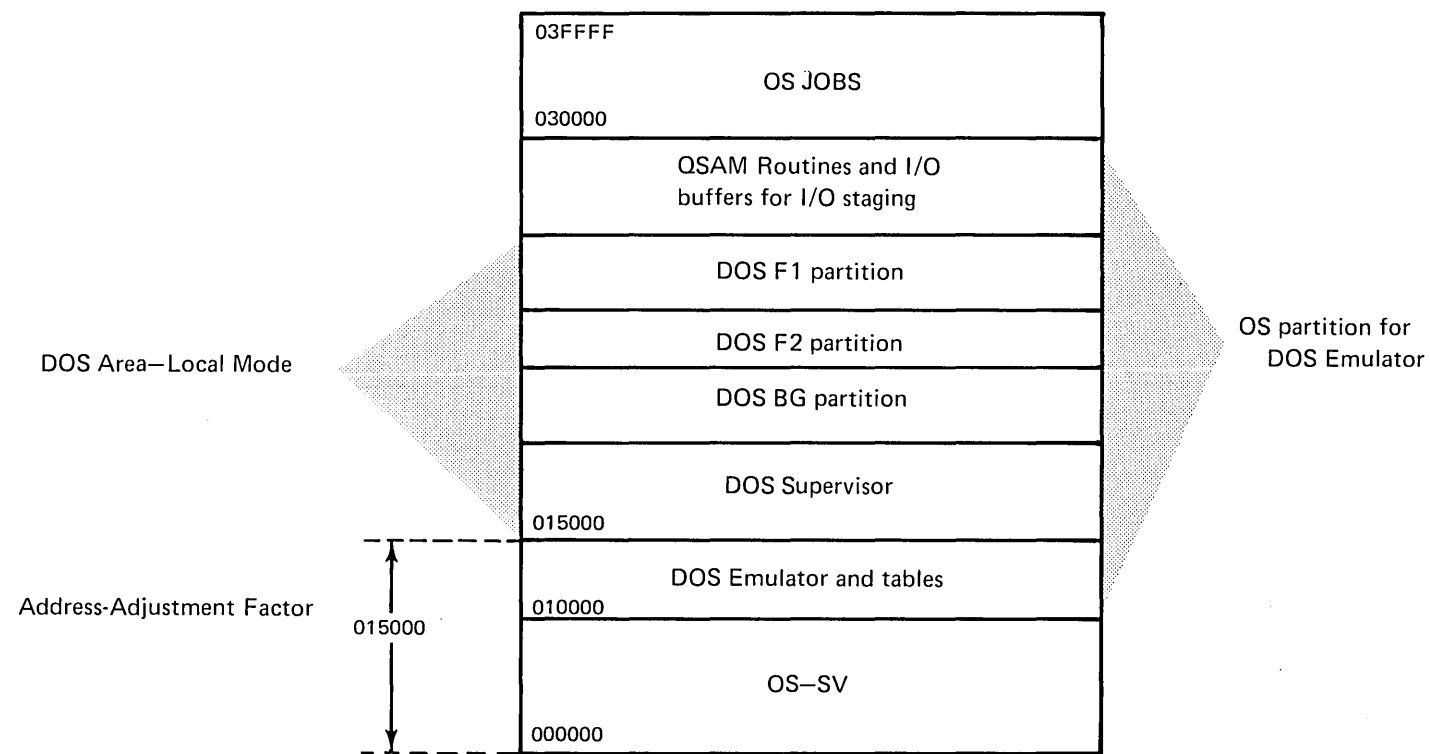 03FFFF
OS JOBS
030000
QSAM Routines and I/O
buffers for I/O staging
DOS F1 partition
DOS F2 partition
DOS BG partition
DOS Supervisor
015000
DOS Emulator and tables
010000
OS—SV
000000
DOS Area—Local Mode
Address-Adjustment Factor
015000
OS partition for
DOS Emulator